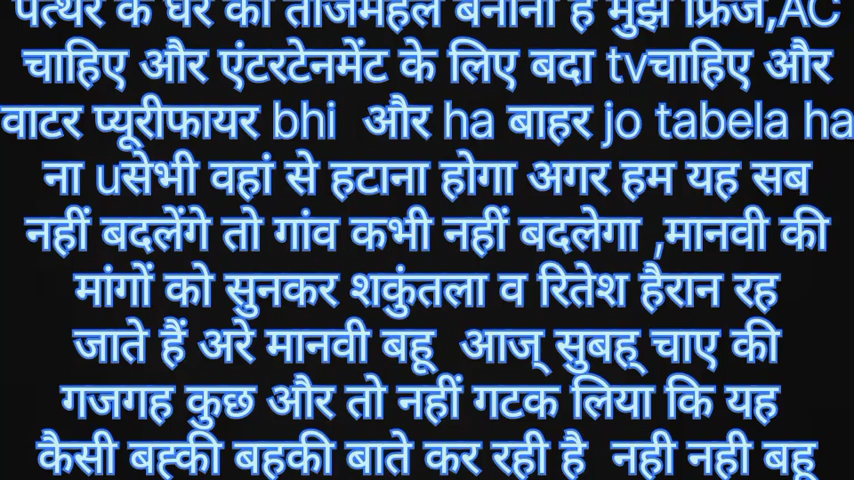 पत्थर के घर को ताजमहल बनाना है मुझे फ्रिज,AC
चाहिए और एंटरटेनमेंट के लिए बदा tvचाहिए और
वाटर प्यूरीफायर bhi और ha बाहर jo tabela ha
ना uसेभी वहां से हटाना होगा अगर हम यह सब
नहीं बदलेंगे तो गांव कभी नहीं बदलेगा ,मानवी की
मांगों को सुनकर शकुंतला व रितेश हैरान रह
जाते हैं अरे मानवी बहू आज् सुबह् चाए की
गजगह कुछ और तो नहीं गटक लिया कि यह
कैसी बह्की बहकी बाते कर रही है नही नही बहू